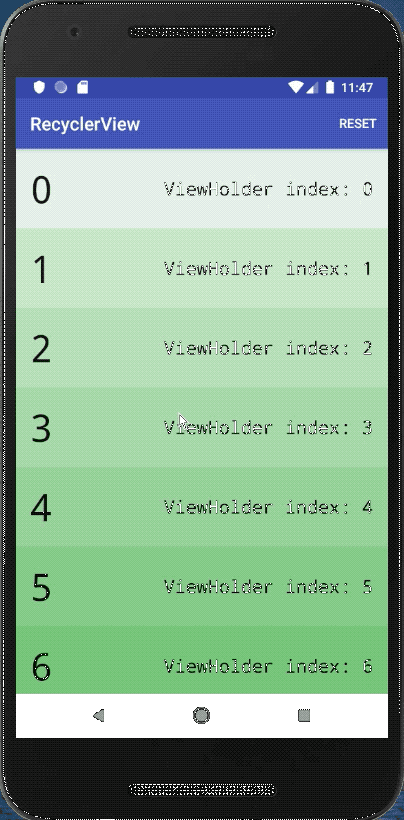 11:47
RecyclerView RESET
0 ViewHolder index: 0
1 ViewHolder index: 1
2 ViewHolder index: 2
3 ViewHolder index: 3
4 ViewHolder index: 4
5 ViewHolder index: 5
6 ViewHolder index: 6